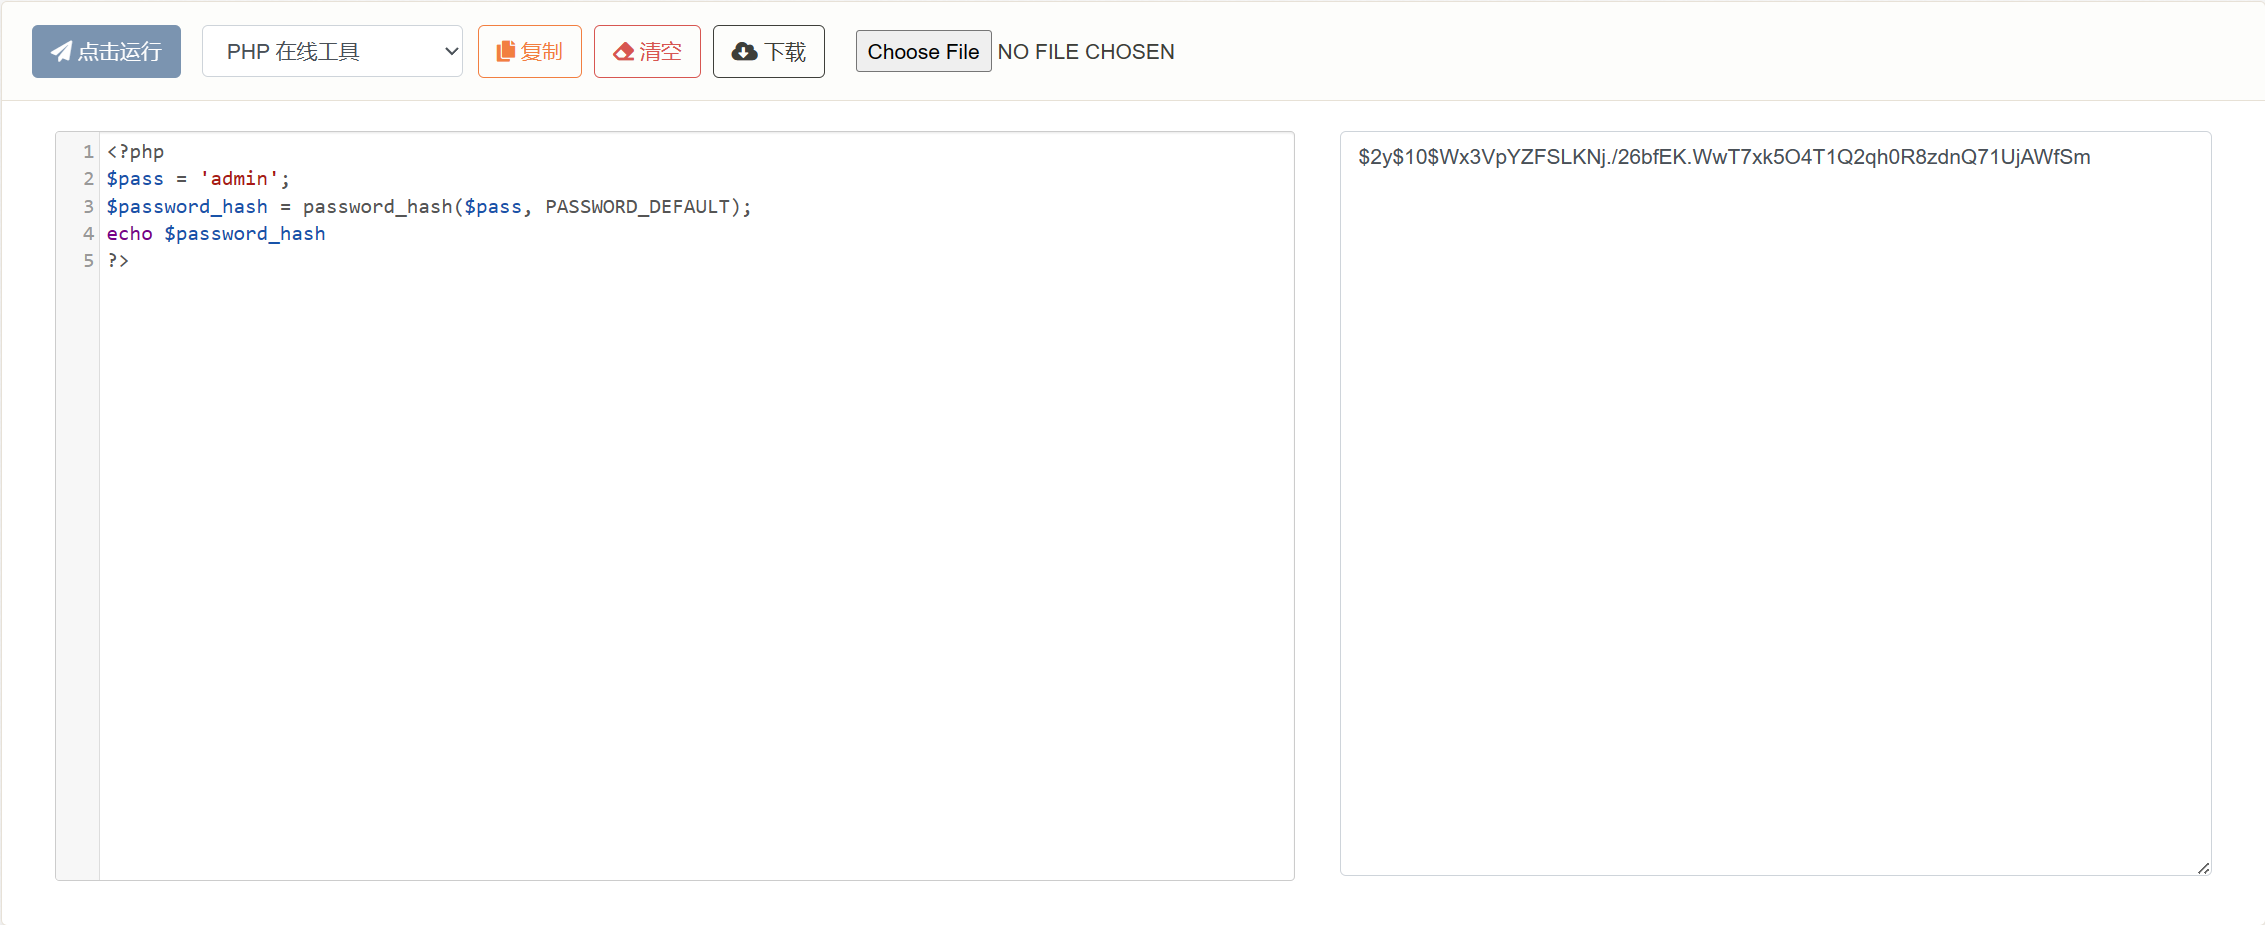 点击运行 PHP 在线工具 复制 清空 下载 Choose File NO FILE CHOSEN
1 <?php
2 $pass = 'admin';
3 $password_hash = password_hash($pass, PASSWORD_DEFAULT);
4 echo $password_hash
5 ?>
$2y$10$Wx3VpYZFSLKNj./26bfEK.WwT7xk5O4T1Q2qh0R8zdnQ71UjAWfSm